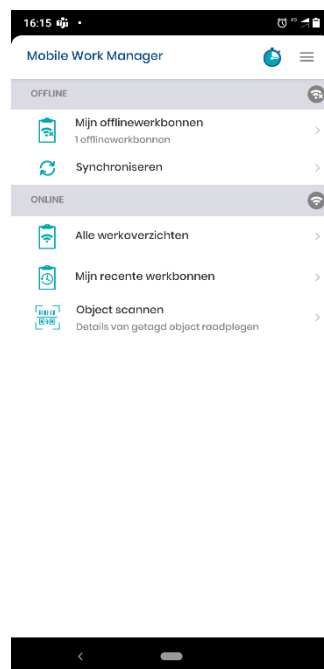 16:15
Mobile Work Manager
OFFLINE
Mijn offlinewerkbonnen
1 offlinewerkbonnen
Synchroniseren
ONLINE
Alle werkoverzichten
Mijn recente werkbonnen
Object scannen
Details van getagd object raadplegen